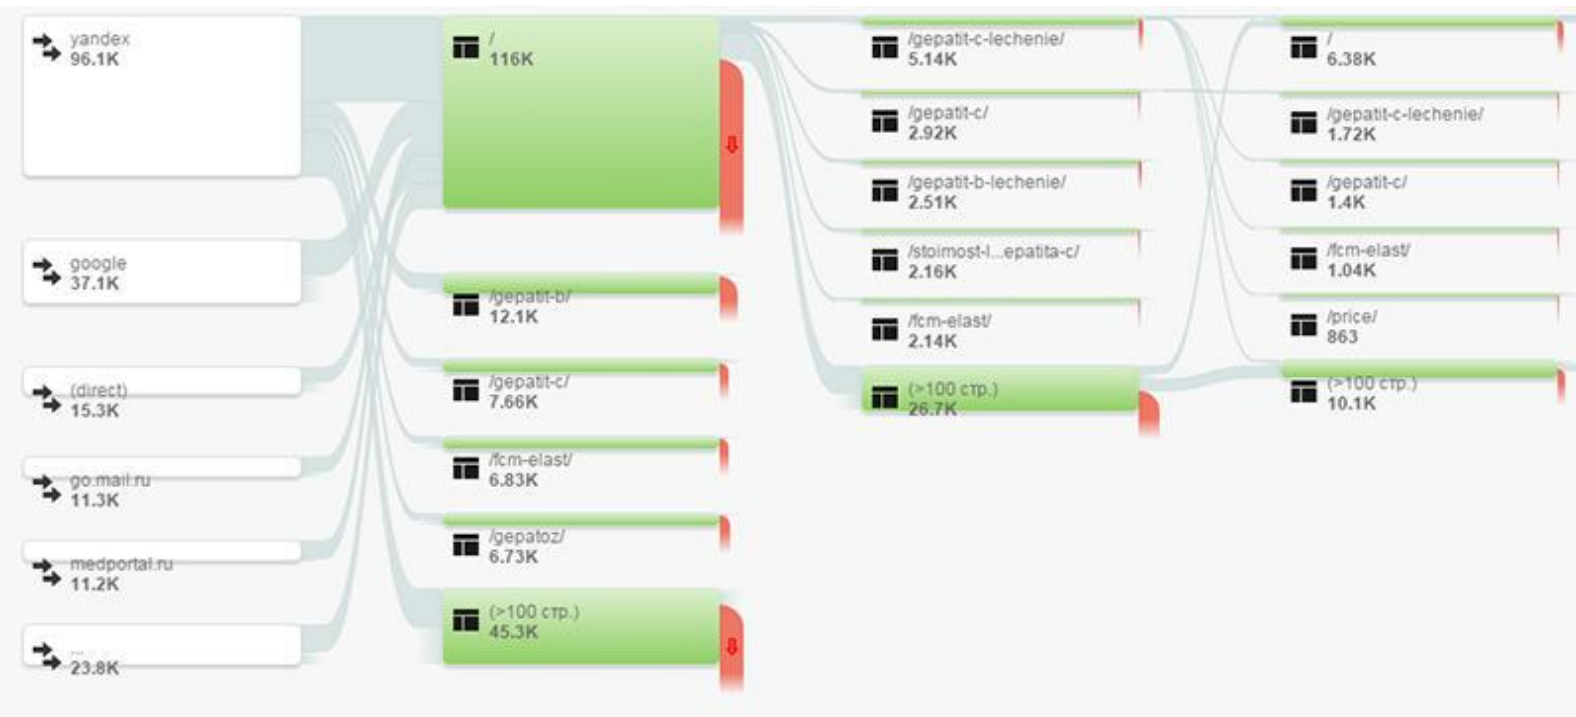 yandex
96.1K
google
37.1K
(direct)
15.3K
go.mail.ru
11.3K
medportal.ru
11.2K
...
23.8K
/
116K
/gepatit-b/
12.1K
/gepatit-c/
7.66K
/fcm-elast/
6.83K
/gepatoz/
6.73K
(>100 стр.)
45.3K
/gepatit-c-lechenie/
5.14K
/gepatit-c/
2.92K
/gepatit-b-lechenie/
2.51K
/stoimost-l...epatita-c/
2.16K
/fcm-elast/
2.14K
(>100 стр.)
26.7K
/
6.38K
/gepatit-c-lechenie/
1.72K
/gepatit-c/
1.4K
/fcm-elast/
1.04K
/price/
863
(>100 стр.)
10.1K